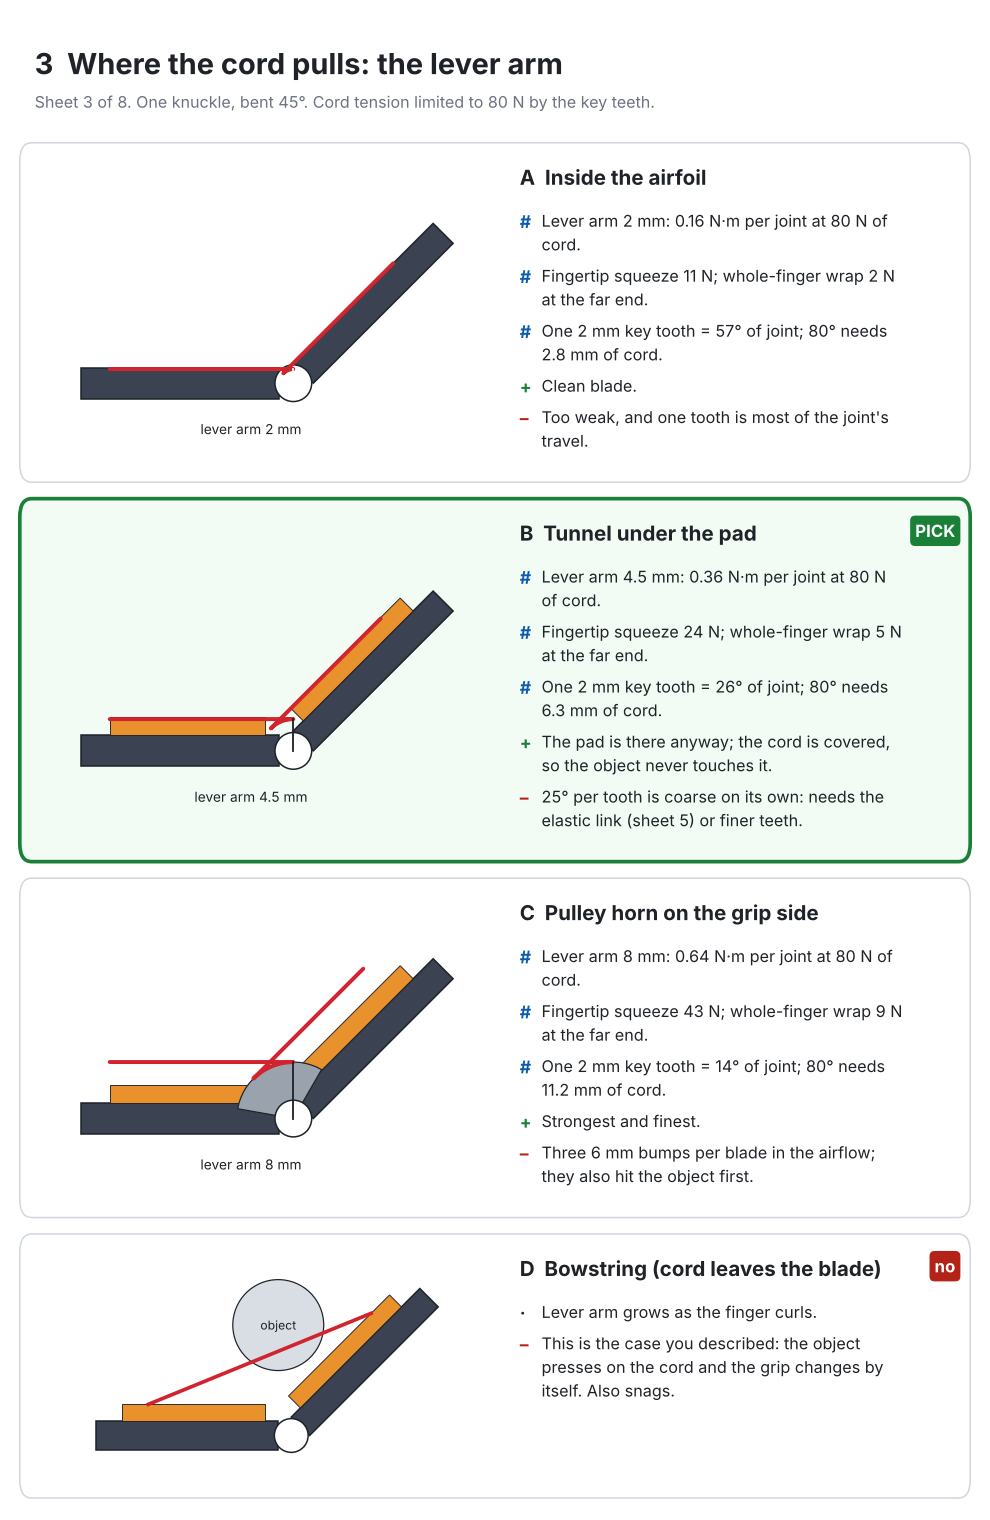 3 Where the cord pulls: the lever arm
Sheet 3 of 8. One knuckle, bent 45°. Cord tension limited to 80 N by the key teeth.
A Inside the airfoil
# Lever arm 2 mm: 0.16 N·m per joint at 80 N of
cord.
# Fingertip squeeze 11 N; whole-finger wrap 2 N
at the far end.
# One 2 mm key tooth = 57° of joint; 80° needs
2.8 mm of cord.
+ Clean blade.
– Too weak, and one tooth is most of the joint's
travel.
lever arm 2 mm
B Tunnel under the pad
PICK
# Lever arm 4.5 mm: 0.36 N·m per joint at 80 N
of cord.
# Fingertip squeeze 24 N; whole-finger wrap 5 N
at the far end.
# One 2 mm key tooth = 26° of joint; 80° needs
6.3 mm of cord.
+ The pad is there anyway; the cord is covered,
so the object never touches it.
– 25° per tooth is coarse on its own: needs the
elastic link (sheet 5) or finer teeth.
lever arm 4.5 mm
C Pulley horn on the grip side
# Lever arm 8 mm: 0.64 N·m per joint at 80 N of
cord.
# Fingertip squeeze 43 N; whole-finger wrap 9 N
at the far end.
# One 2 mm key tooth = 14° of joint; 80° needs
11.2 mm of cord.
+ Strongest and finest.
– Three 6 mm bumps per blade in the airflow;
they also hit the object first.
lever arm 8 mm
D Bowstring (cord leaves the blade)
no
· Lever arm grows as the finger curls.
– This is the case you described: the object
presses on the cord and the grip changes by
itself. Also snags.
object